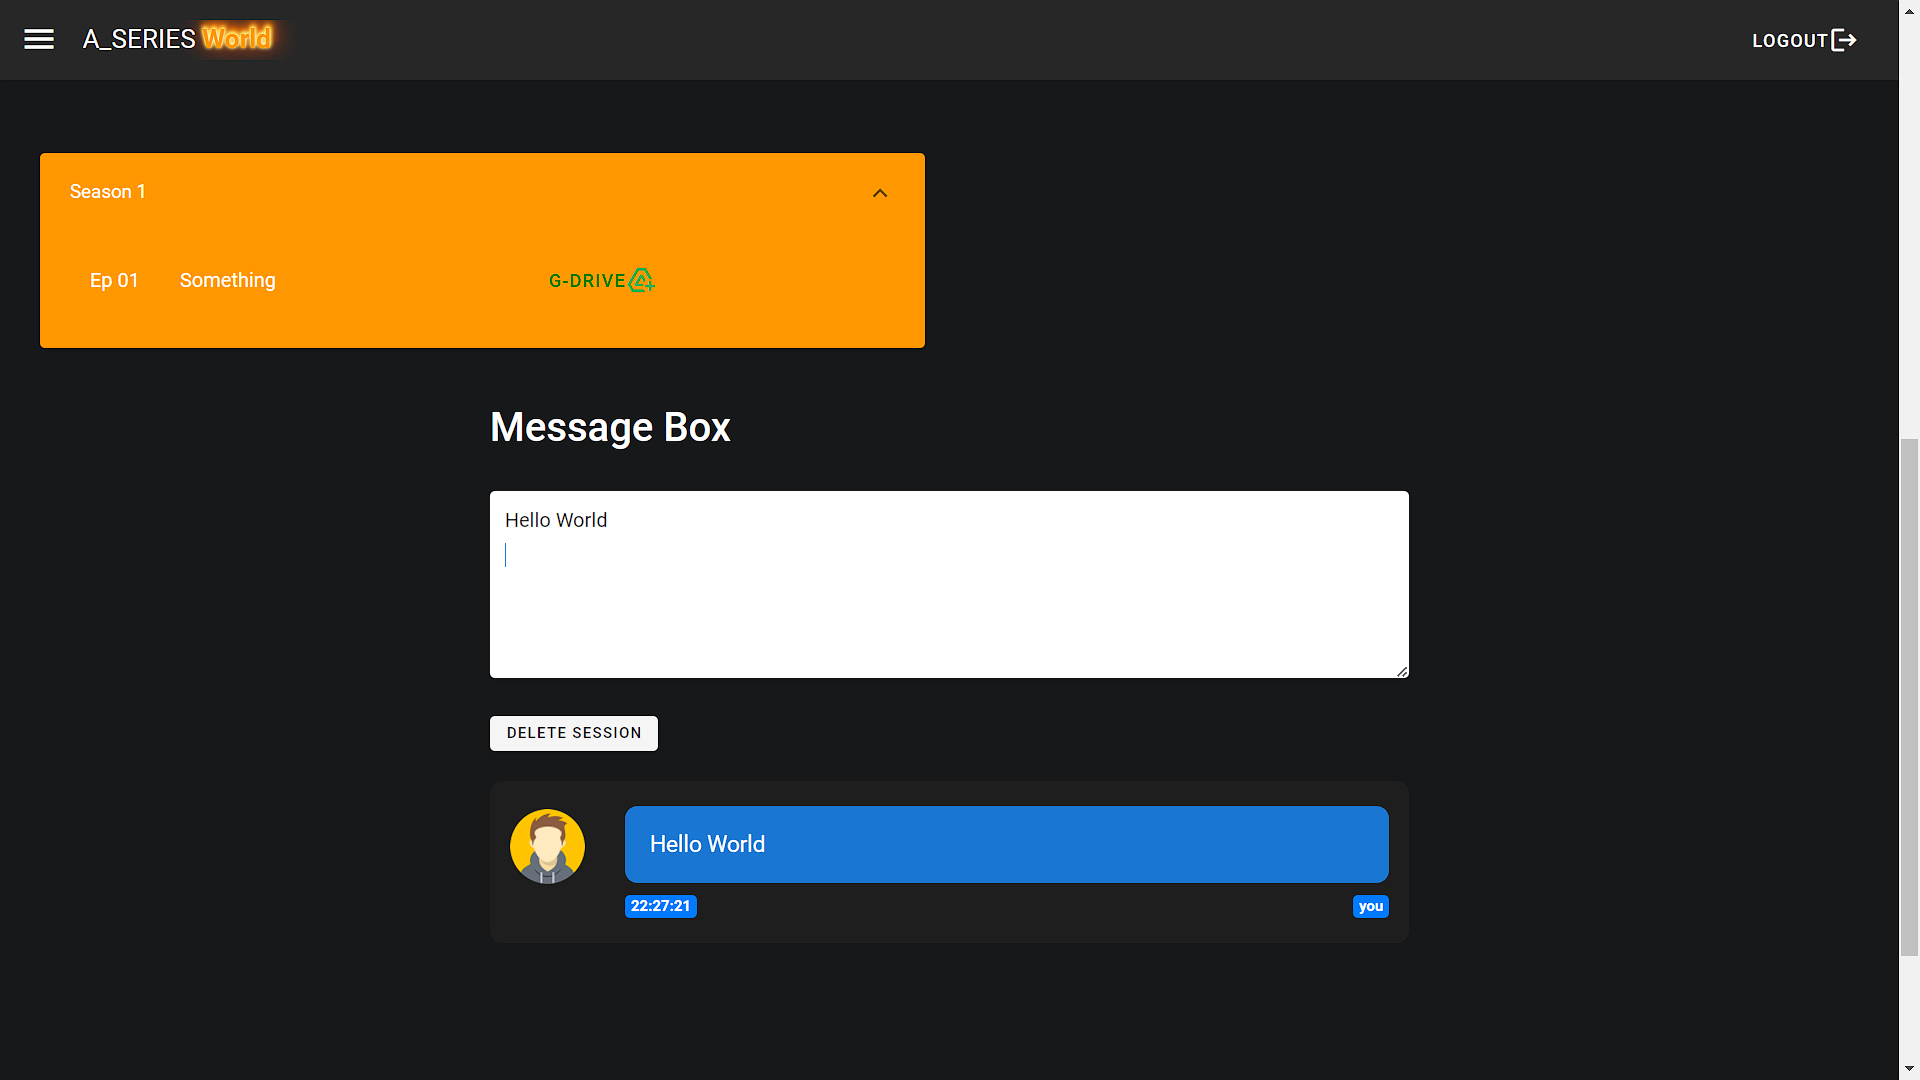 A_SERIES World
LOGOUT
Season 1
Ep 01 Something G-DRIVE
Message Box
Hello World
DELETE SESSION
Hello World
22:27:21 you